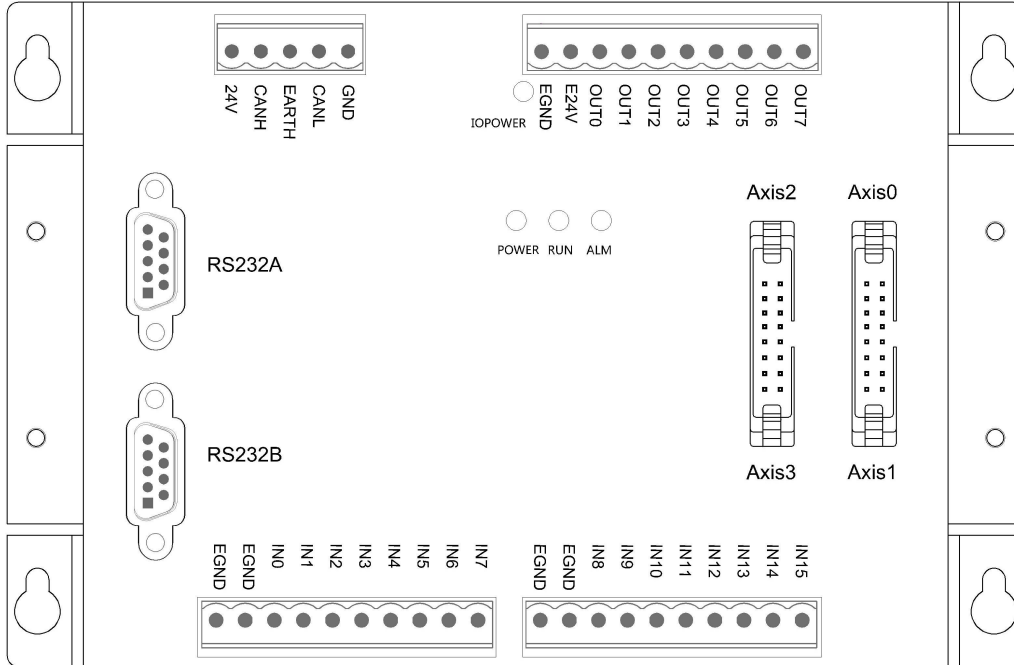 24V CANH EARTH CANL GND
EGND E24V OUT0 OUT1 OUT2 OUT3 OUT4 OUT5 OUT6 OUT7
IOPOWER
Axis2 Axis0
POWER RUN ALM
RS232A
RS232B
Axis3 Axis1
EGND EGND IN0 IN1 IN2 IN3 IN4 IN5 IN6 IN7
EGND EGND IN8 IN9 IN10 IN11 IN12 IN13 IN14 IN15